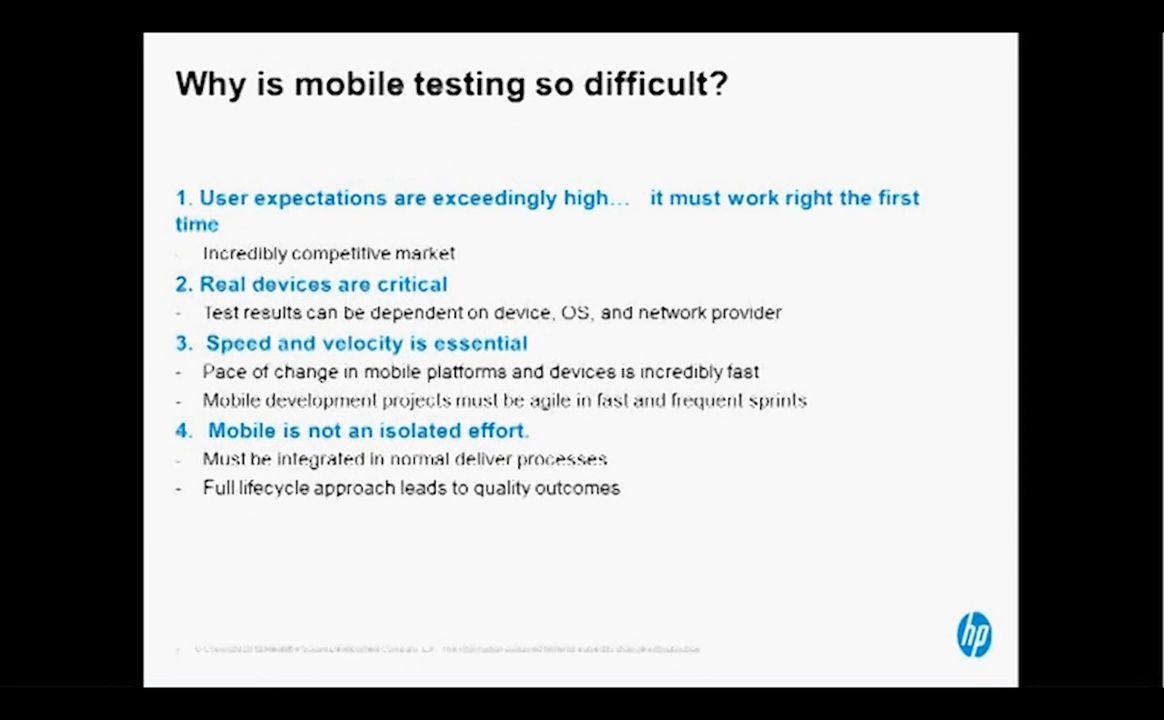 Why is mobile testing so difficult?
1. User expectations are exceedingly high... it must work right the first
time
Incredibly competitive market
2. Real devices are critical
- Test results can be dependent on device, OS, and network provider
3. Speed and velocity is essential
- Pace of change in mobile platforms and devices is incredibly fast
- Mobile development projects must be agile in fast and frequent sprints
4. Mobile is not an isolated effort.
- Must be integrated in normal deliver processes
- Full lifecycle approach leads to quality outcomes
hp